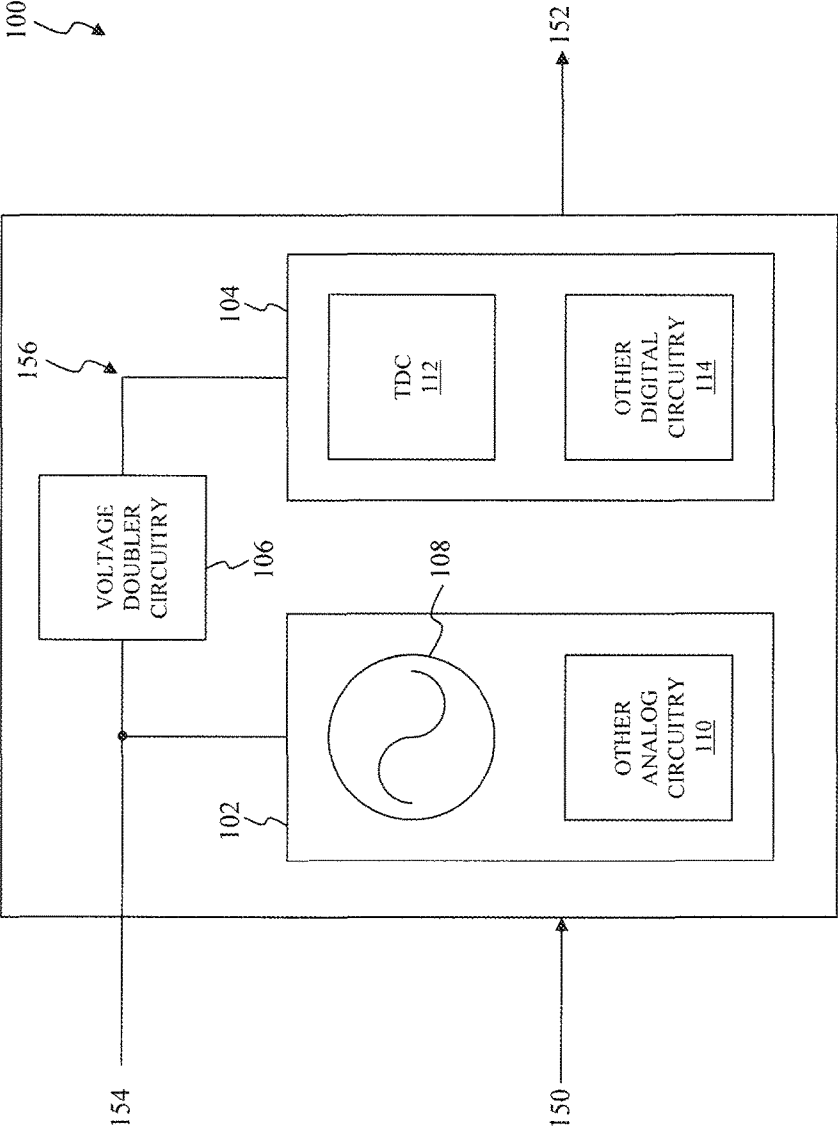 100
154
VOLTAGE
DOUBLER
CIRCUITRY
106
156
102
108
OTHER
ANALOG
CIRCUITRY
110
104
TDC
112
OTHER
DIGITAL
CIRCUITRY
114
150
152